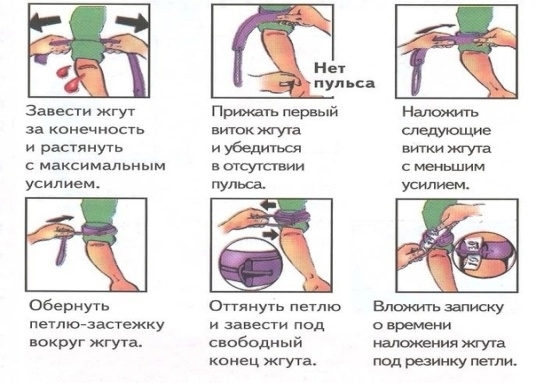 Нет
пульса
Завести жгут
за конечность
и растянуть
с максимальным
усилием.
Прижать первый
виток жгута
и убедиться
в отсутствии
пульса.
Наложить
следующие
витки жгута
с меньшим
усилием.
Обернуть
петлю-застежку
вокруг жгута.
Оттянуть петлю
и завести под
свободный
конец жгута.
Вложить записку
о времени
наложения жгута
под резинку петли.